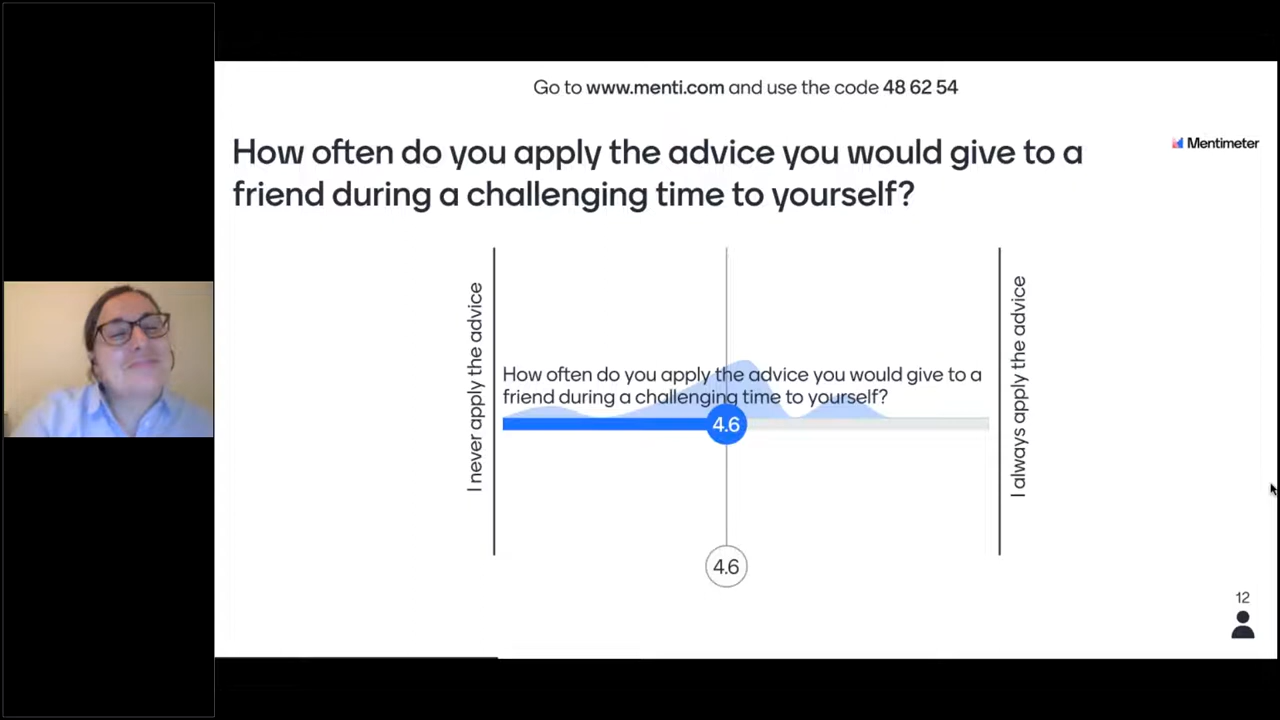 Go to www.menti.com and use the code 48 62 54
Mentimeter
How often do you apply the advice you would give to a
friend during a challenging time to yourself?
I never apply the advice
How often do you apply the advice you would give to a
friend during a challenging time to yourself?
4.6
I always apply the advice
4.6
12